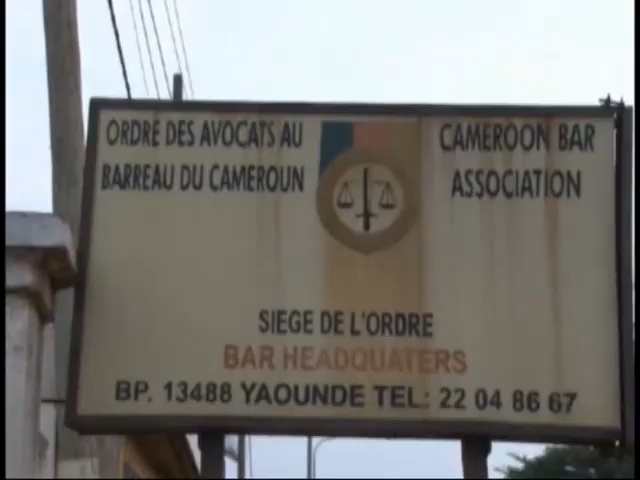 ORDRE DES AVOCATS AU
BARREAU DU CAMEROUN
CAMEROON BAR
ASSOCIATION
SIEGE DE L'ORDRE
BAR HEADQUATERS
BP. 13488 YAOUNDE TEL: 22 04 86 67